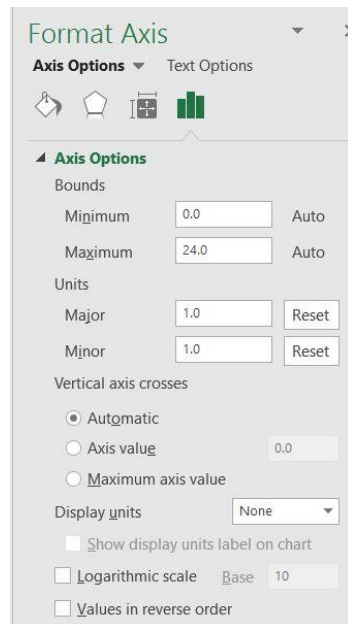 Format Axis
Axis Options Text Options
Axis Options
Bounds
Minimum 0.0 Auto
Maximum 24.0 Auto
Units
Major 1.0 Reset
Minor 1.0 Reset
Vertical axis crosses
Automatic
Axis value 0.0
Maximum axis value
Display units None
Show display units label on chart
Logarithmic scale Base 10
Values in reverse order